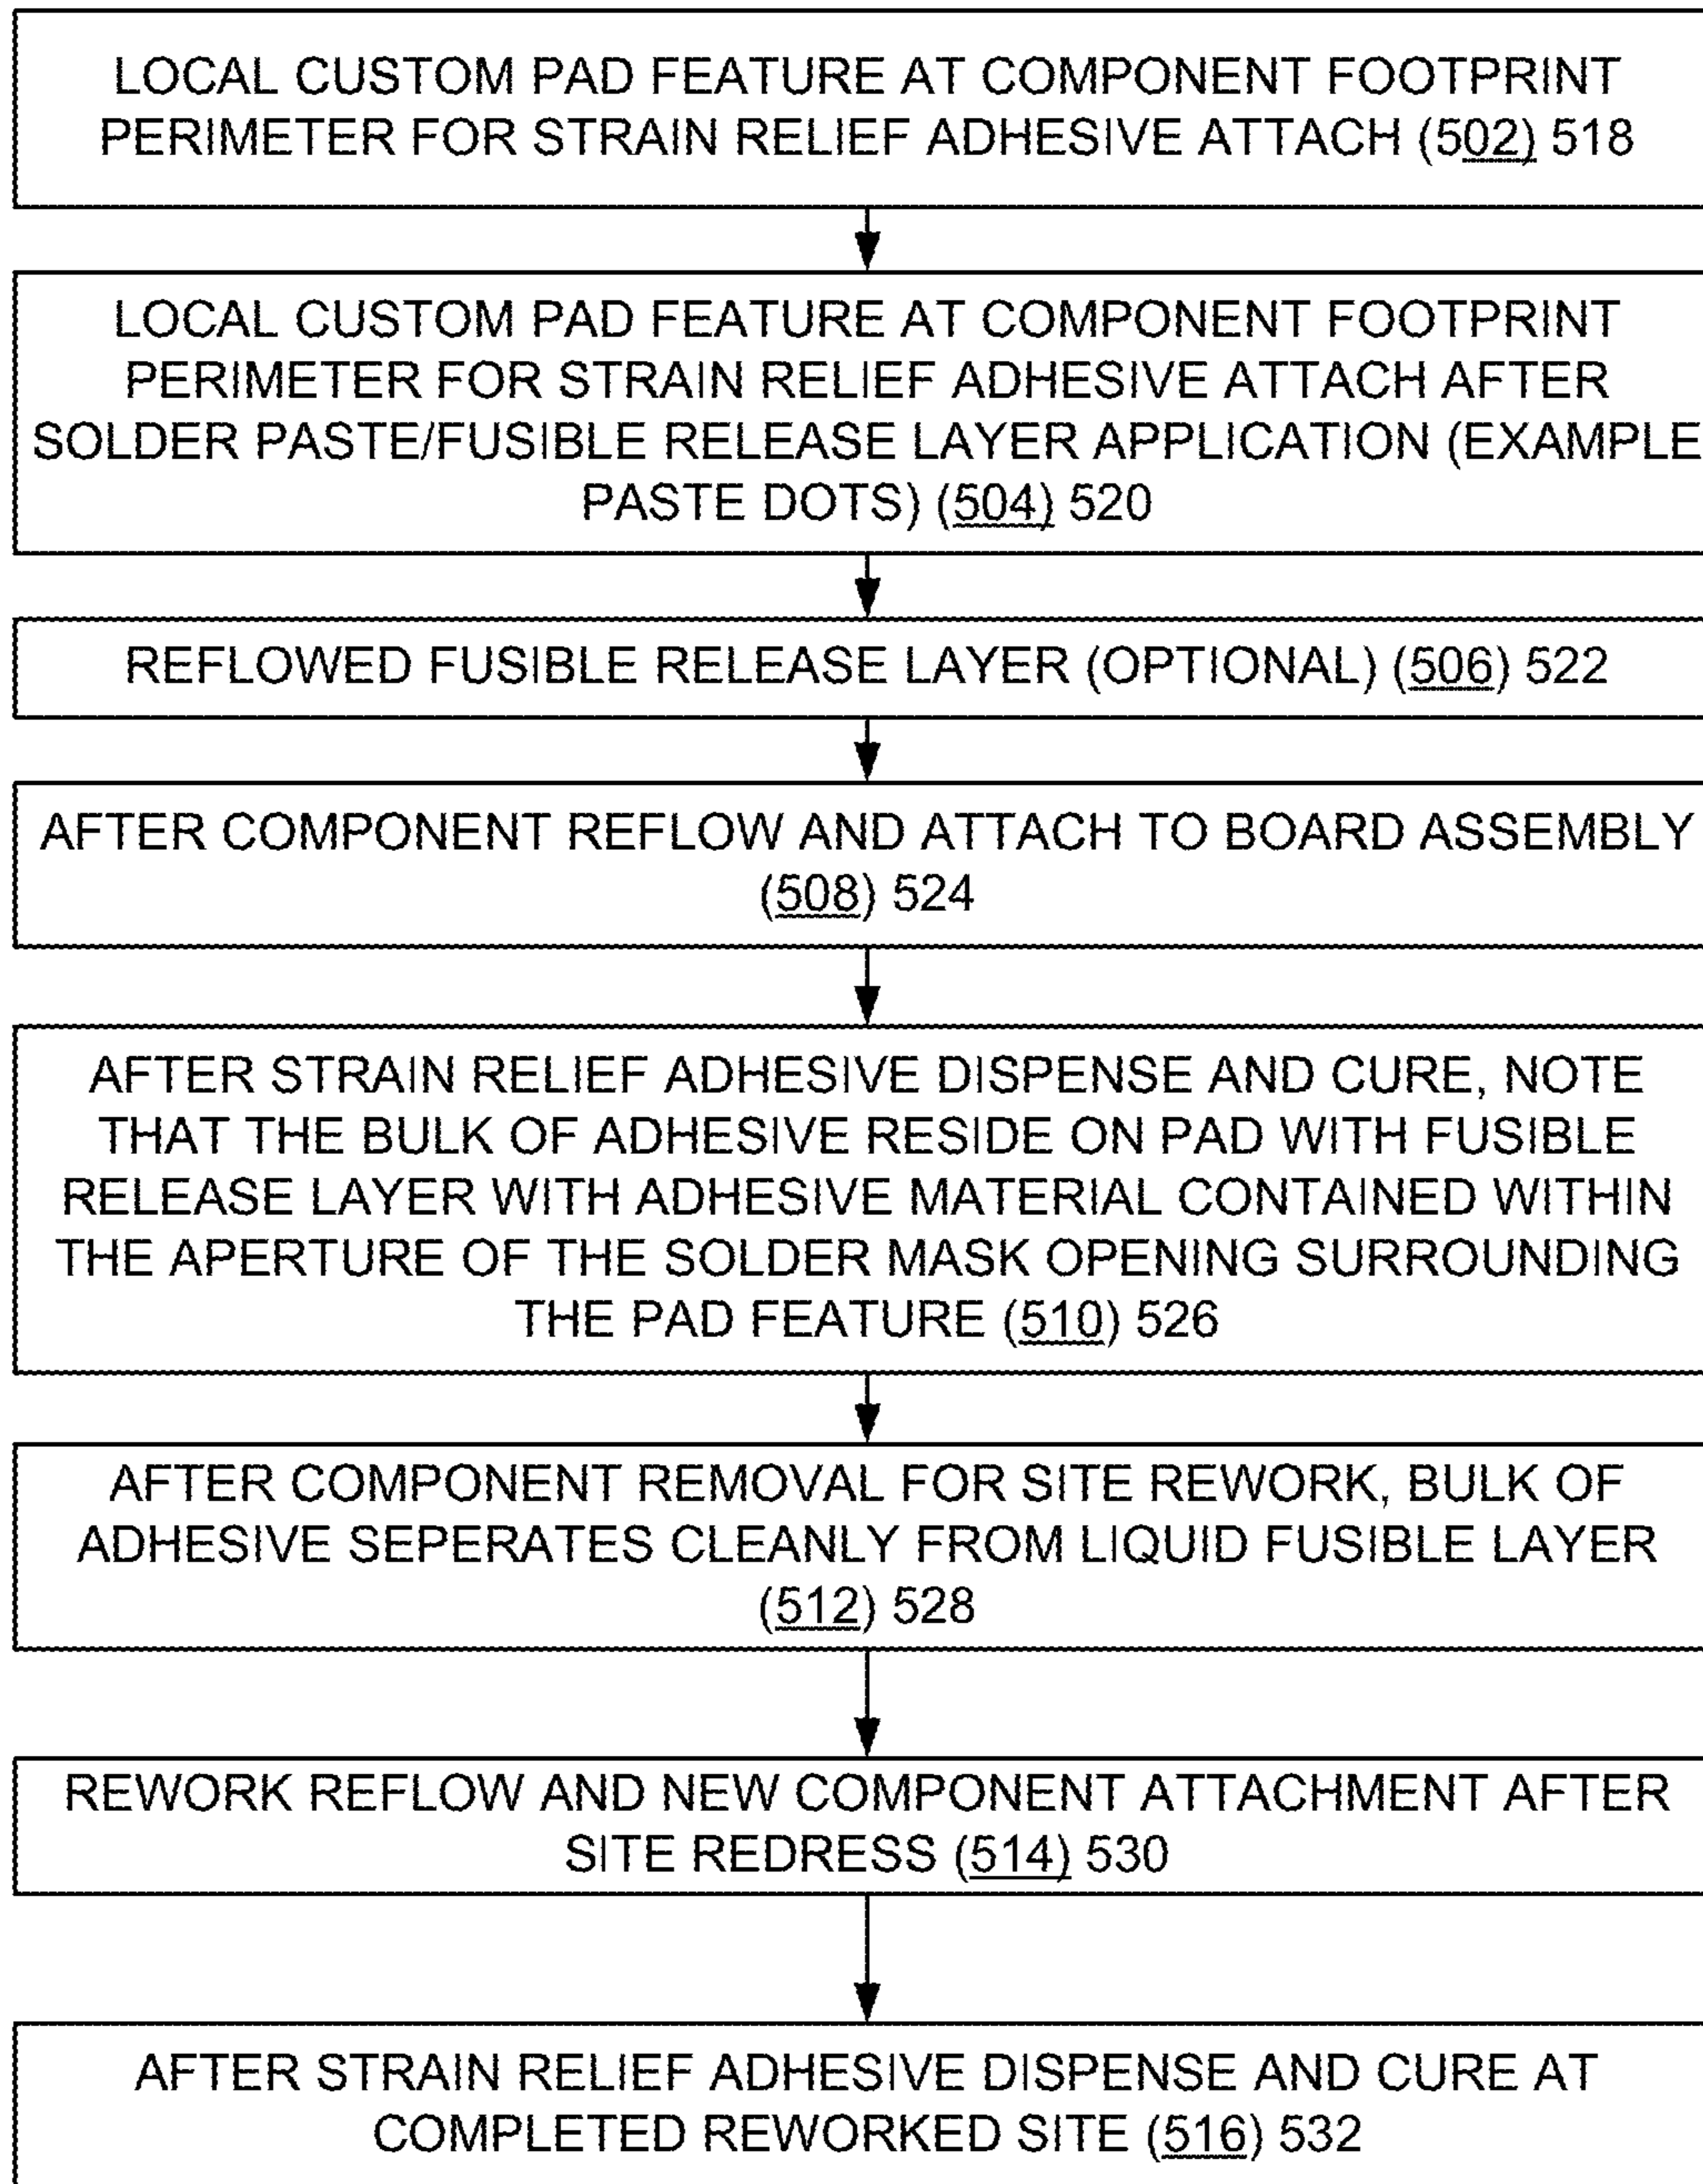 LOCAL CUSTOM PAD FEATURE AT COMPONENT FOOTPRINT
PERIMETER FOR STRAIN RELIEF ADHESIVE ATTACH (502) 518
LOCAL CUSTOM PAD FEATURE AT COMPONENT FOOTPRINT
PERIMETER FOR STRAIN RELIEF ADHESIVE ATTACH AFTER
SOLDER PASTE/FUSIBLE RELEASE LAYER APPLICATION (EXAMPLE
PASTE DOTS) (504) 520
REFLOWED FUSIBLE RELEASE LAYER (OPTIONAL) (506) 522
AFTER COMPONENT REFLOW AND ATTACH TO BOARD ASSEMBLY
(508) 524
AFTER STRAIN RELIEF ADHESIVE DISPENSE AND CURE, NOTE
THAT THE BULK OF ADHESIVE RESIDE ON PAD WITH FUSIBLE
RELEASE LAYER WITH ADHESIVE MATERIAL CONTAINED WITHIN
THE APERTURE OF THE SOLDER MASK OPENING SURROUNDING
THE PAD FEATURE (510) 526
AFTER COMPONENT REMOVAL FOR SITE REWORK, BULK OF
ADHESIVE SEPERATES CLEANLY FROM LIQUID FUSIBLE LAYER
(512) 528
REWORK REFLOW AND NEW COMPONENT ATTACHMENT AFTER
SITE REDRESS (514) 530
AFTER STRAIN RELIEF ADHESIVE DISPENSE AND CURE AT
COMPLETED REWORKED SITE (516) 532